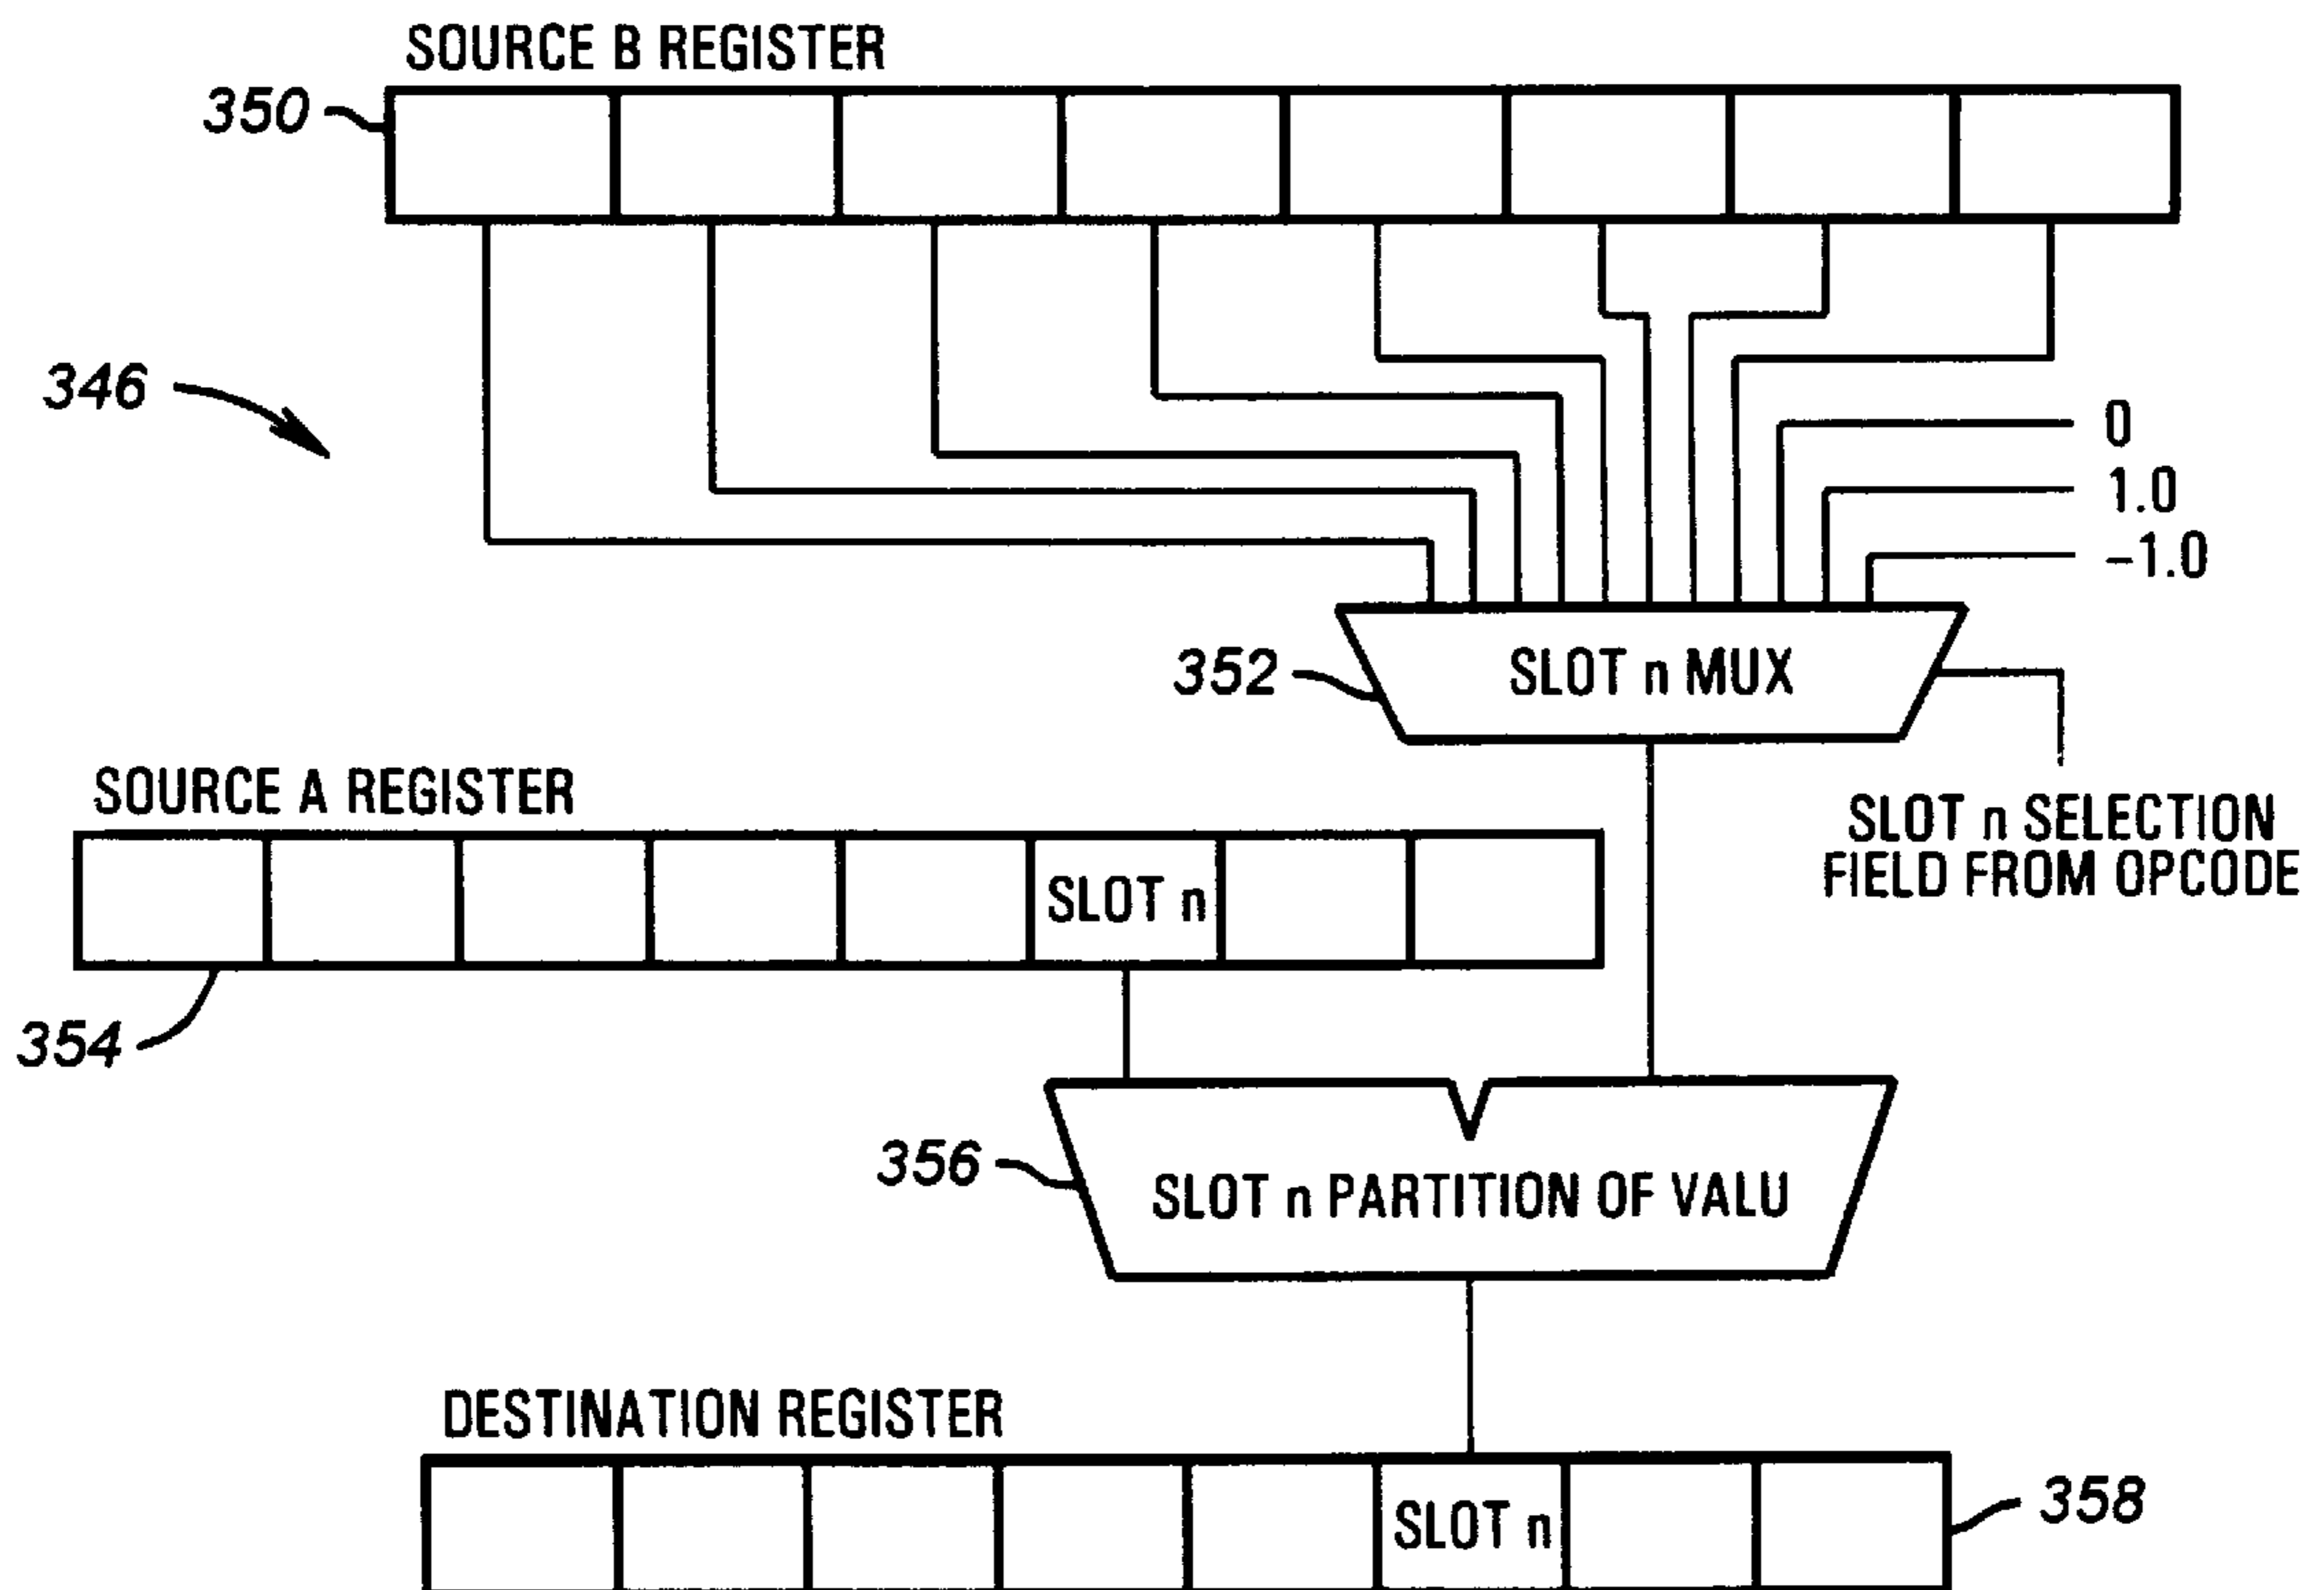 SOURCE B REGISTER
350
346
0
1.0
-1.0
352
SLOT n MUX
SOURCE A REGISTER
SLOT n SELECTION
FIELD FROM OPCODE
SLOT n
354
356
SLOT n PARTITION OF VALU
DESTINATION REGISTER
SLOT n
358